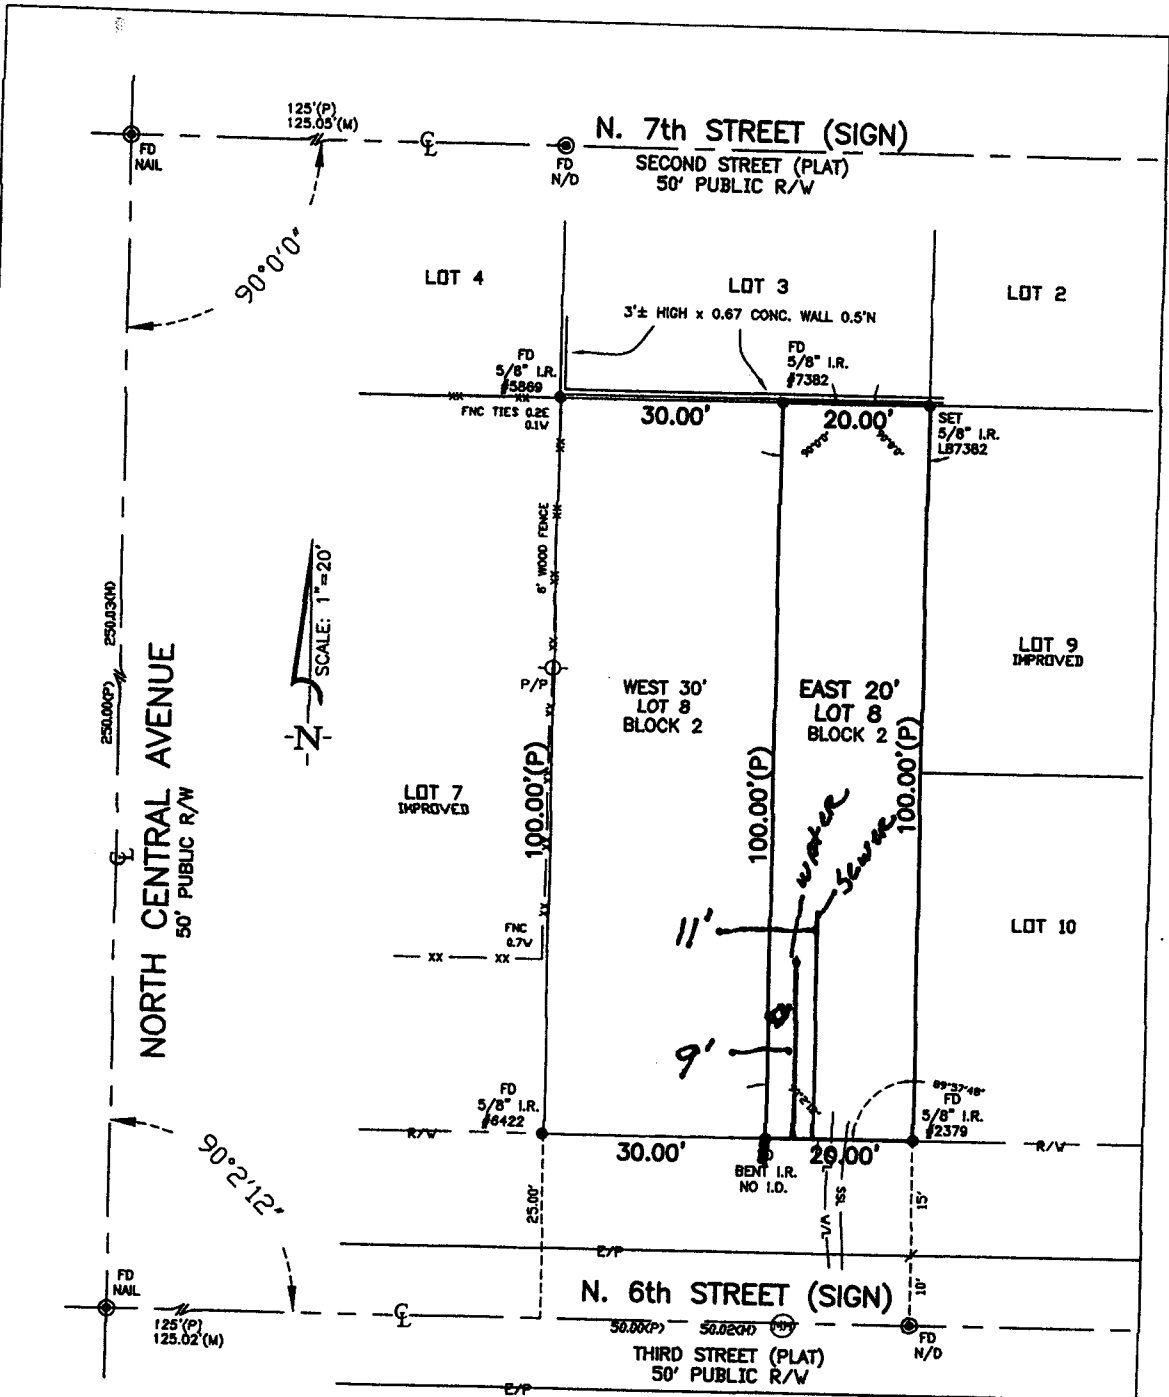 125'(P)
125.05'(M)
FD
NAIL
CL
FD
N/D
N. 7th STREET (SIGN)
SECOND STREET (PLAT)
50' PUBLIC R/W
90°0'0"
LOT 4
LOT 3
LOT 2
3'± HIGH x 0.67 CONC. WALL 0.5'N
FD
5/8" I.R.
#5869
FD
5/8" I.R.
#7382
FNC TIES 0.2E
0.1W
30.00'
20.00'
SET
5/8" I.R.
LB7382
6' WOOD FENCE
SCALE: 1"=20'
N
250.00(P)
250.03(M)
NORTH CENTRAL AVENUE
50' PUBLIC R/W
CL
P/P
WEST 30'
LOT 8
BLOCK 2
EAST 20'
LOT 8
BLOCK 2
LOT 9
IMPROVED
LOT 7
IMPROVED
100.00'(P)
100.00'(P)
100.00'(P)
WATER
SEWER
11'
9'
FNC
0.7W
LOT 10
FD
5/8" I.R.
#6422
89°57'48"
FD
5/8" I.R.
#2379
R/W
R/W
30.00'
20.00'
BENT I.R.
NO I.D.
90°2'12"
25.00'
W/L
SSL
15'
10'
E/P
FD
NAIL
125'(P)
125.02'(M)
CL
N. 6th STREET (SIGN)
50.00(P)
50.02(M)
MH
FD
N/D
THIRD STREET (PLAT)
50' PUBLIC R/W
E/P